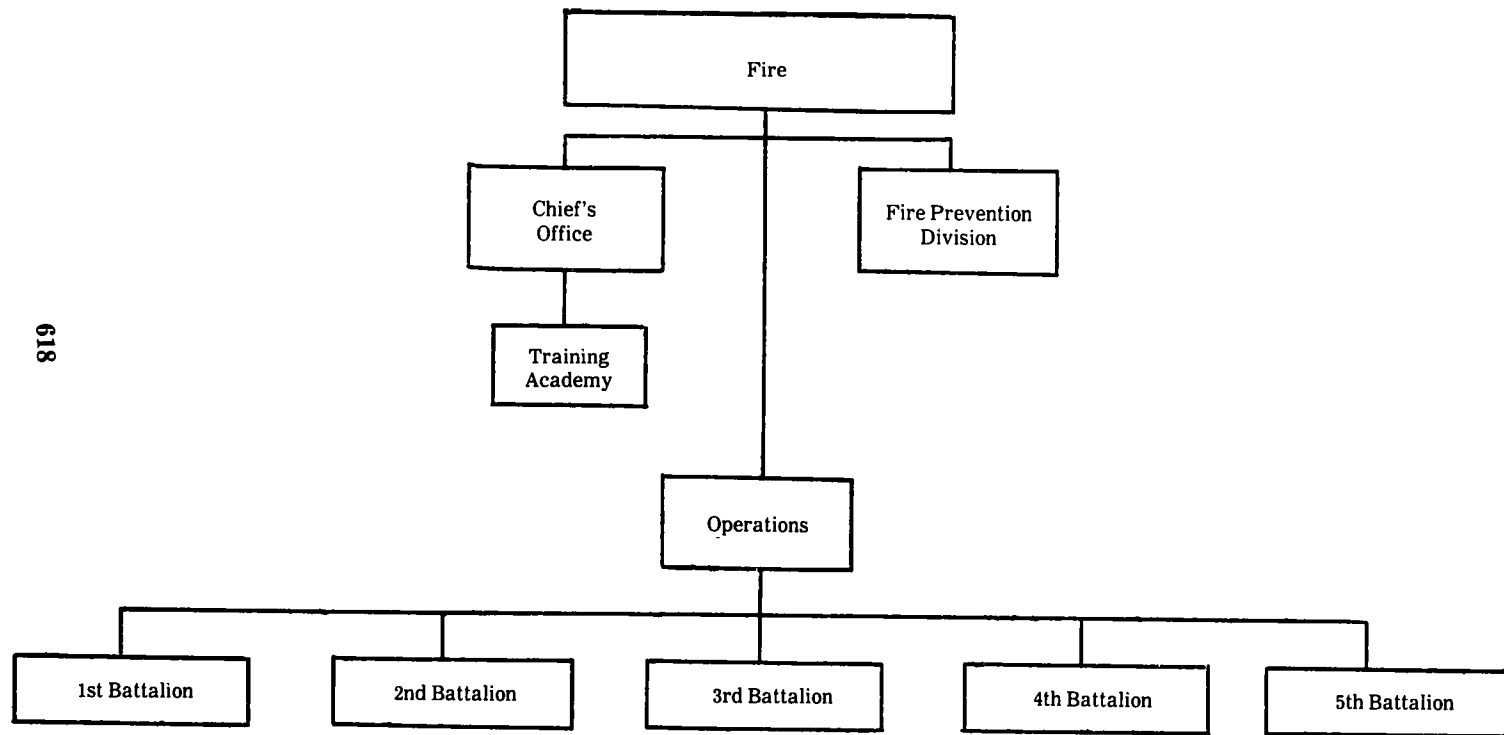 Fire
Chief's
Office
Fire Prevention
Division
Training
Academy
618
Operations
1st Battalion
2nd Battalion
3rd Battalion
4th Battalion
5th Battalion